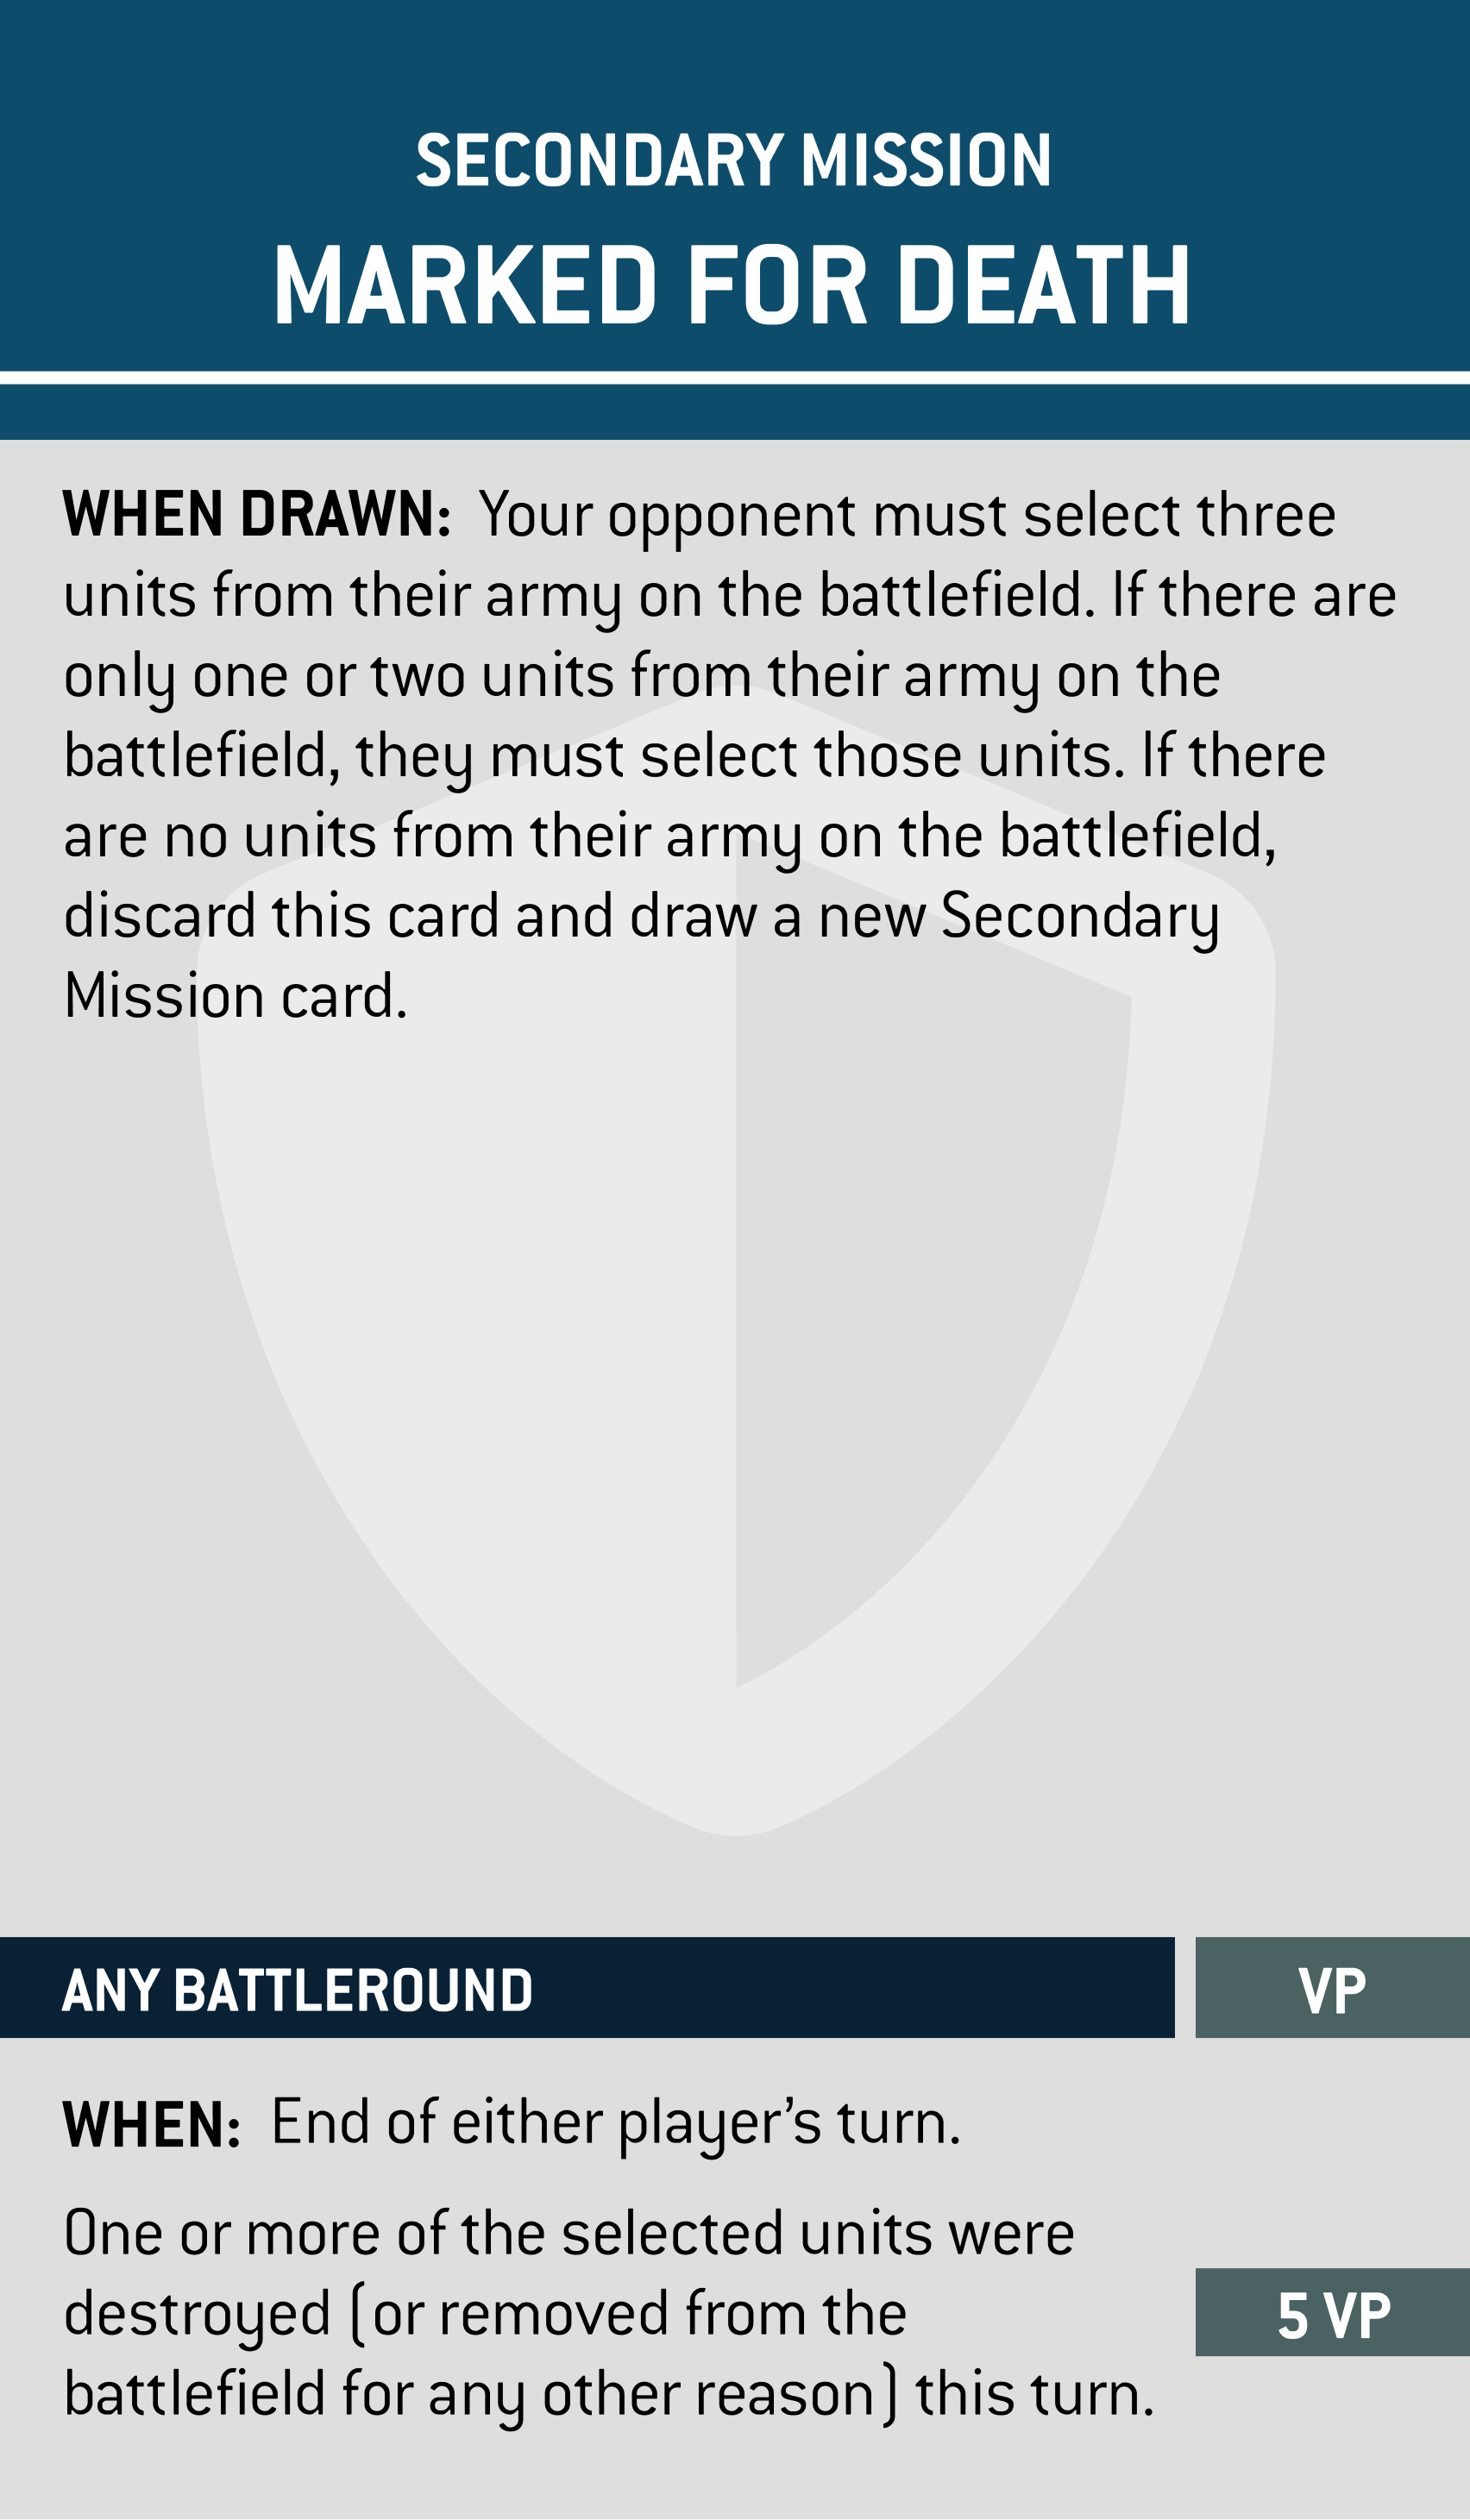 SECONDARY MISSION
MARKED FOR DEATH
WHEN DRAWN: Your opponent must select three
units from their army on the battlefield. If there are
only one or two units from their army on the
battlefield, they must select those units. If there
are no units from their army on the battlefield,
discard this card and draw a new Secondary
Mission card.
ANY BATTLEROUND
VP
WHEN: End of either player’s turn.
One or more of the selected units were
destroyed (or removed from the
battlefield for any other reason) this turn.
5 VP